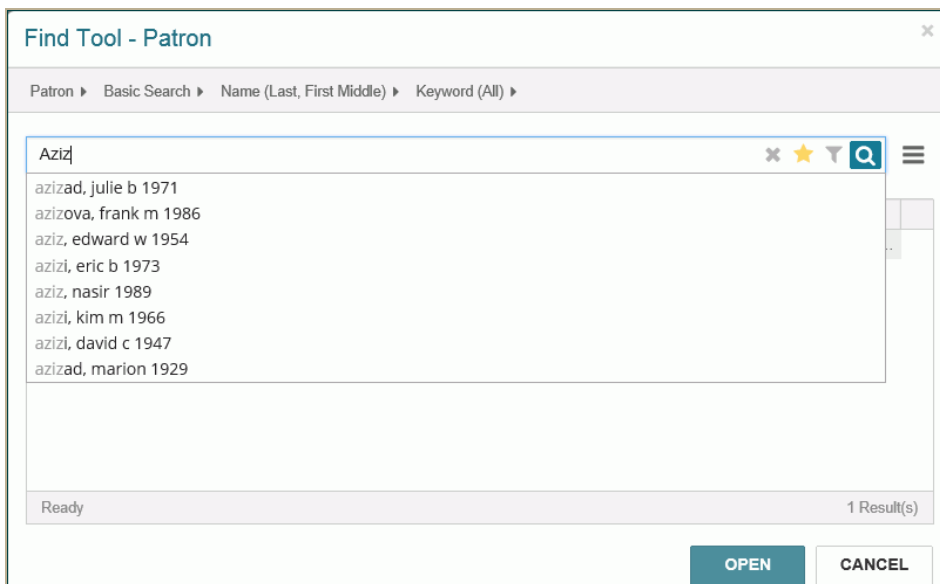 Find Tool - Patron
Patron Basic Search Name (Last, First Middle) Keyword (All)
Aziz
azizad, julie b 1971
azizova, frank m 1986
aziz, edward w 1954
azizi, eric b 1973
aziz, nasir 1989
azizi, kim m 1966
azizi, david c 1947
azizad, marion 1929
Ready 1 Result(s)
OPEN CANCEL